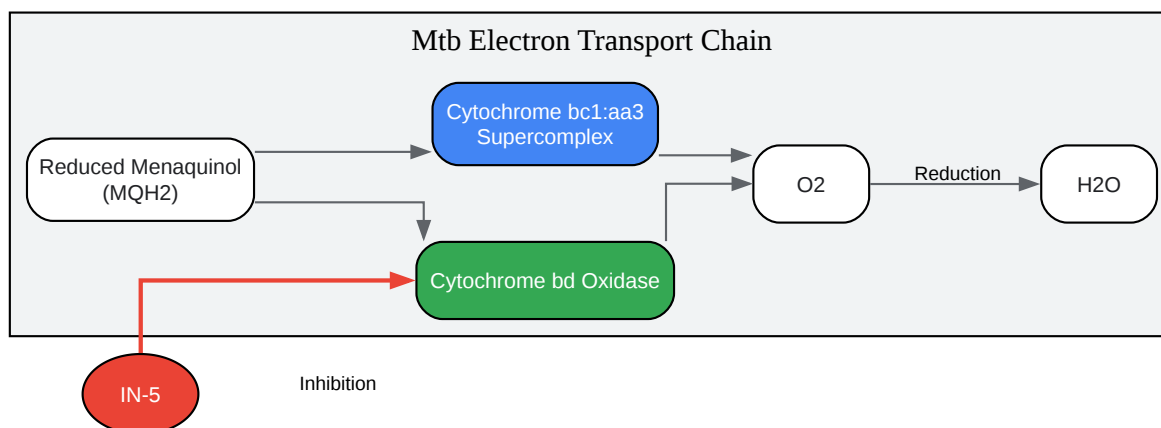 Mtb Electron Transport Chain
Cytochrome bc1:aa3
Supercomplex
Reduced Menaquinol
(MQH2)
O2
Reduction
H2O
Cytochrome bd Oxidase
IN-5
Inhibition